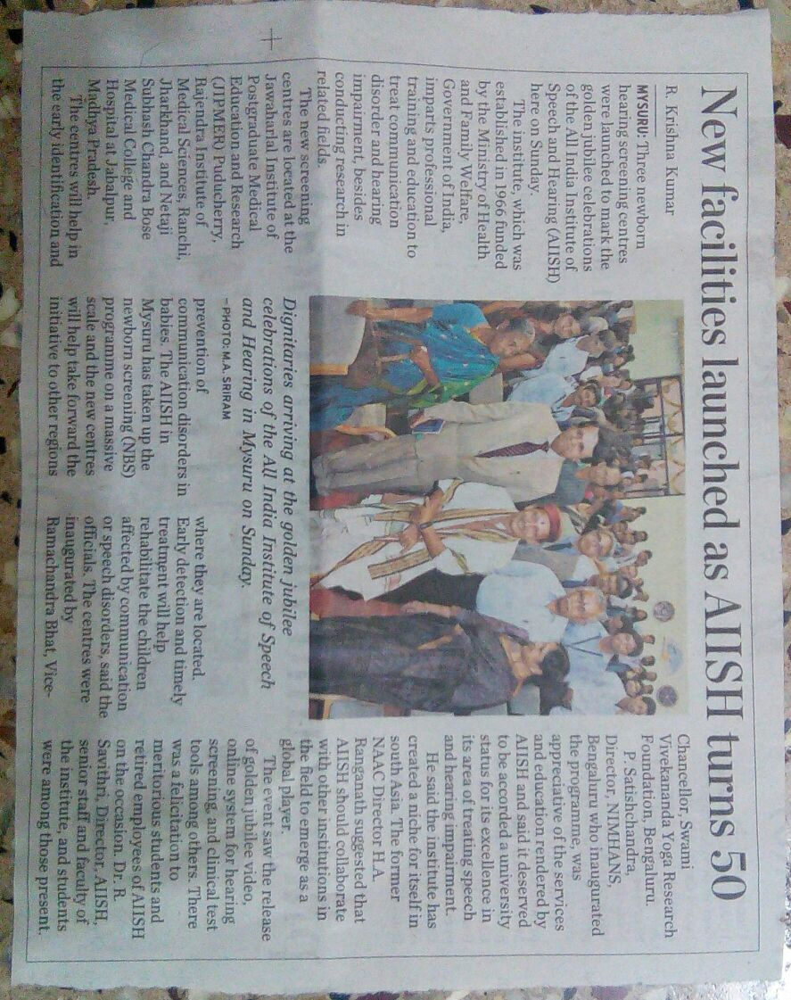 New facilities launched as AIISH turns 50
R. Krishna Kumar
MYSURU: Three newborn
hearing screening centres
were launched to mark the
golden jubilee celebrations
of the All India Institute of
Speech and Hearing (AIISH)
here on Sunday.
The institute, which was
established in 1966 funded
by the Ministry of Health
and Family Welfare,
Government of India,
imparts professional
training and education to
treat communication
disorder and hearing
impairment, besides
conducting research in
related fields.
The new screening
centres are located at the
Jawaharlal Institute of
Postgraduate Medical
Education and Research
(JIPMER) Puducherry,
Rajendra Institute of
Medical Sciences, Ranchi,
Jharkhand, and Netaji
Subhash Chandra Bose
Medical College and
Hospital at Jabalpur,
Madhya Pradesh.
The centres will help in
the early identification and
Dignitaries arriving at the golden jubilee
celebrations of the All India Institute of Speech
and Hearing in Mysuru on Sunday.
– PHOTO: M.A. SRIRAM
prevention of
communication disorders in
babies. The AIISH in
Mysuru has taken up the
newborn screening (NBS)
programme on a massive
scale and the new centres
will help take forward the
initiative to other regions
where they are located.
Early detection and timely
treatment will help
rehabilitate the children
affected by communication
or speech disorders, said the
officials. The centres were
inaugurated by
Ramachandra Bhat, Vice-
Chancellor, Swami
Vivekananda Yoga Research
Foundation, Bengaluru.
P. Satishchandra,
Director, NIMHANS,
Bengaluru who inaugurated
the programme, was
appreciative of the services
and education rendered by
AIISH and said it deserved
to be accorded a university
status for its excellence in
its area of treating speech
and hearing impairment.
He said the institute has
created a niche for itself in
south Asia. The former
NAAC Director H.A.
Ranganath suggested that
AIISH should collaborate
with other institutions in
the field to emerge as a
global player.
The event saw the release
of golden jubilee video,
online system for hearing
screening, and clinical test
tools among others. There
was a felicitation to
meritorious students and
retired employees of AIISH
on the occasion. Dr. R.
Savithri, Director, AIISH,
senior staff and faculty of
the institute, and students
were among those present.